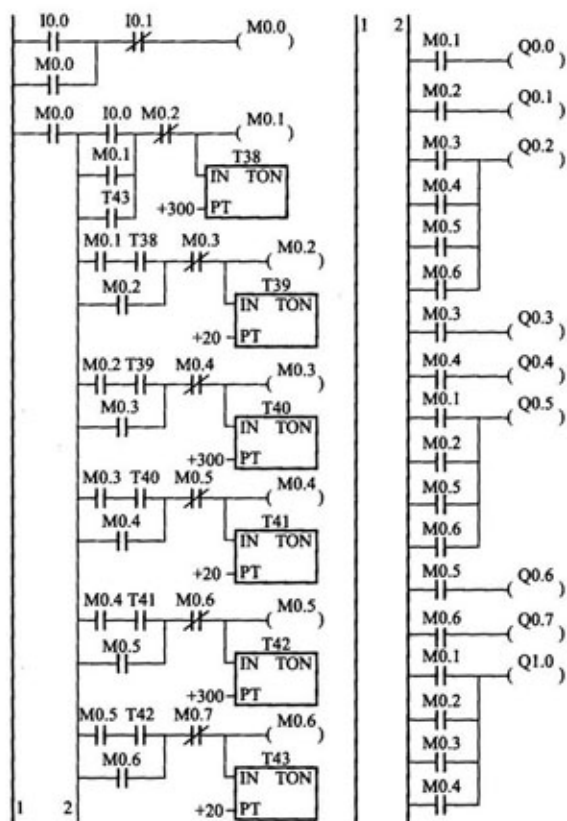 I0.0 I0.1 M0.0
M0.0
M0.0 I0.0 M0.2 M0.1
M0.1
T43
T38
IN TON
+300 PT
M0.1 T38 M0.3 M0.2
M0.2
T39
IN TON
+20 PT
M0.2 T39 M0.4 M0.3
M0.3
T40
IN TON
+300 PT
M0.3 T40 M0.5 M0.4
M0.4
T41
IN TON
+20 PT
M0.4 T41 M0.6 M0.5
M0.5
T42
IN TON
+300 PT
M0.5 T42 M0.7 M0.6
M0.6
T43
IN TON
+20 PT
1 2
1 2
M0.1 Q0.0
M0.2 Q0.1
M0.3 Q0.2
M0.4
M0.5
M0.6
M0.3 Q0.3
M0.4 Q0.4
M0.1 Q0.5
M0.2
M0.5
M0.6
M0.5 Q0.6
M0.6 Q0.7
M0.1 Q1.0
M0.2
M0.3
M0.4